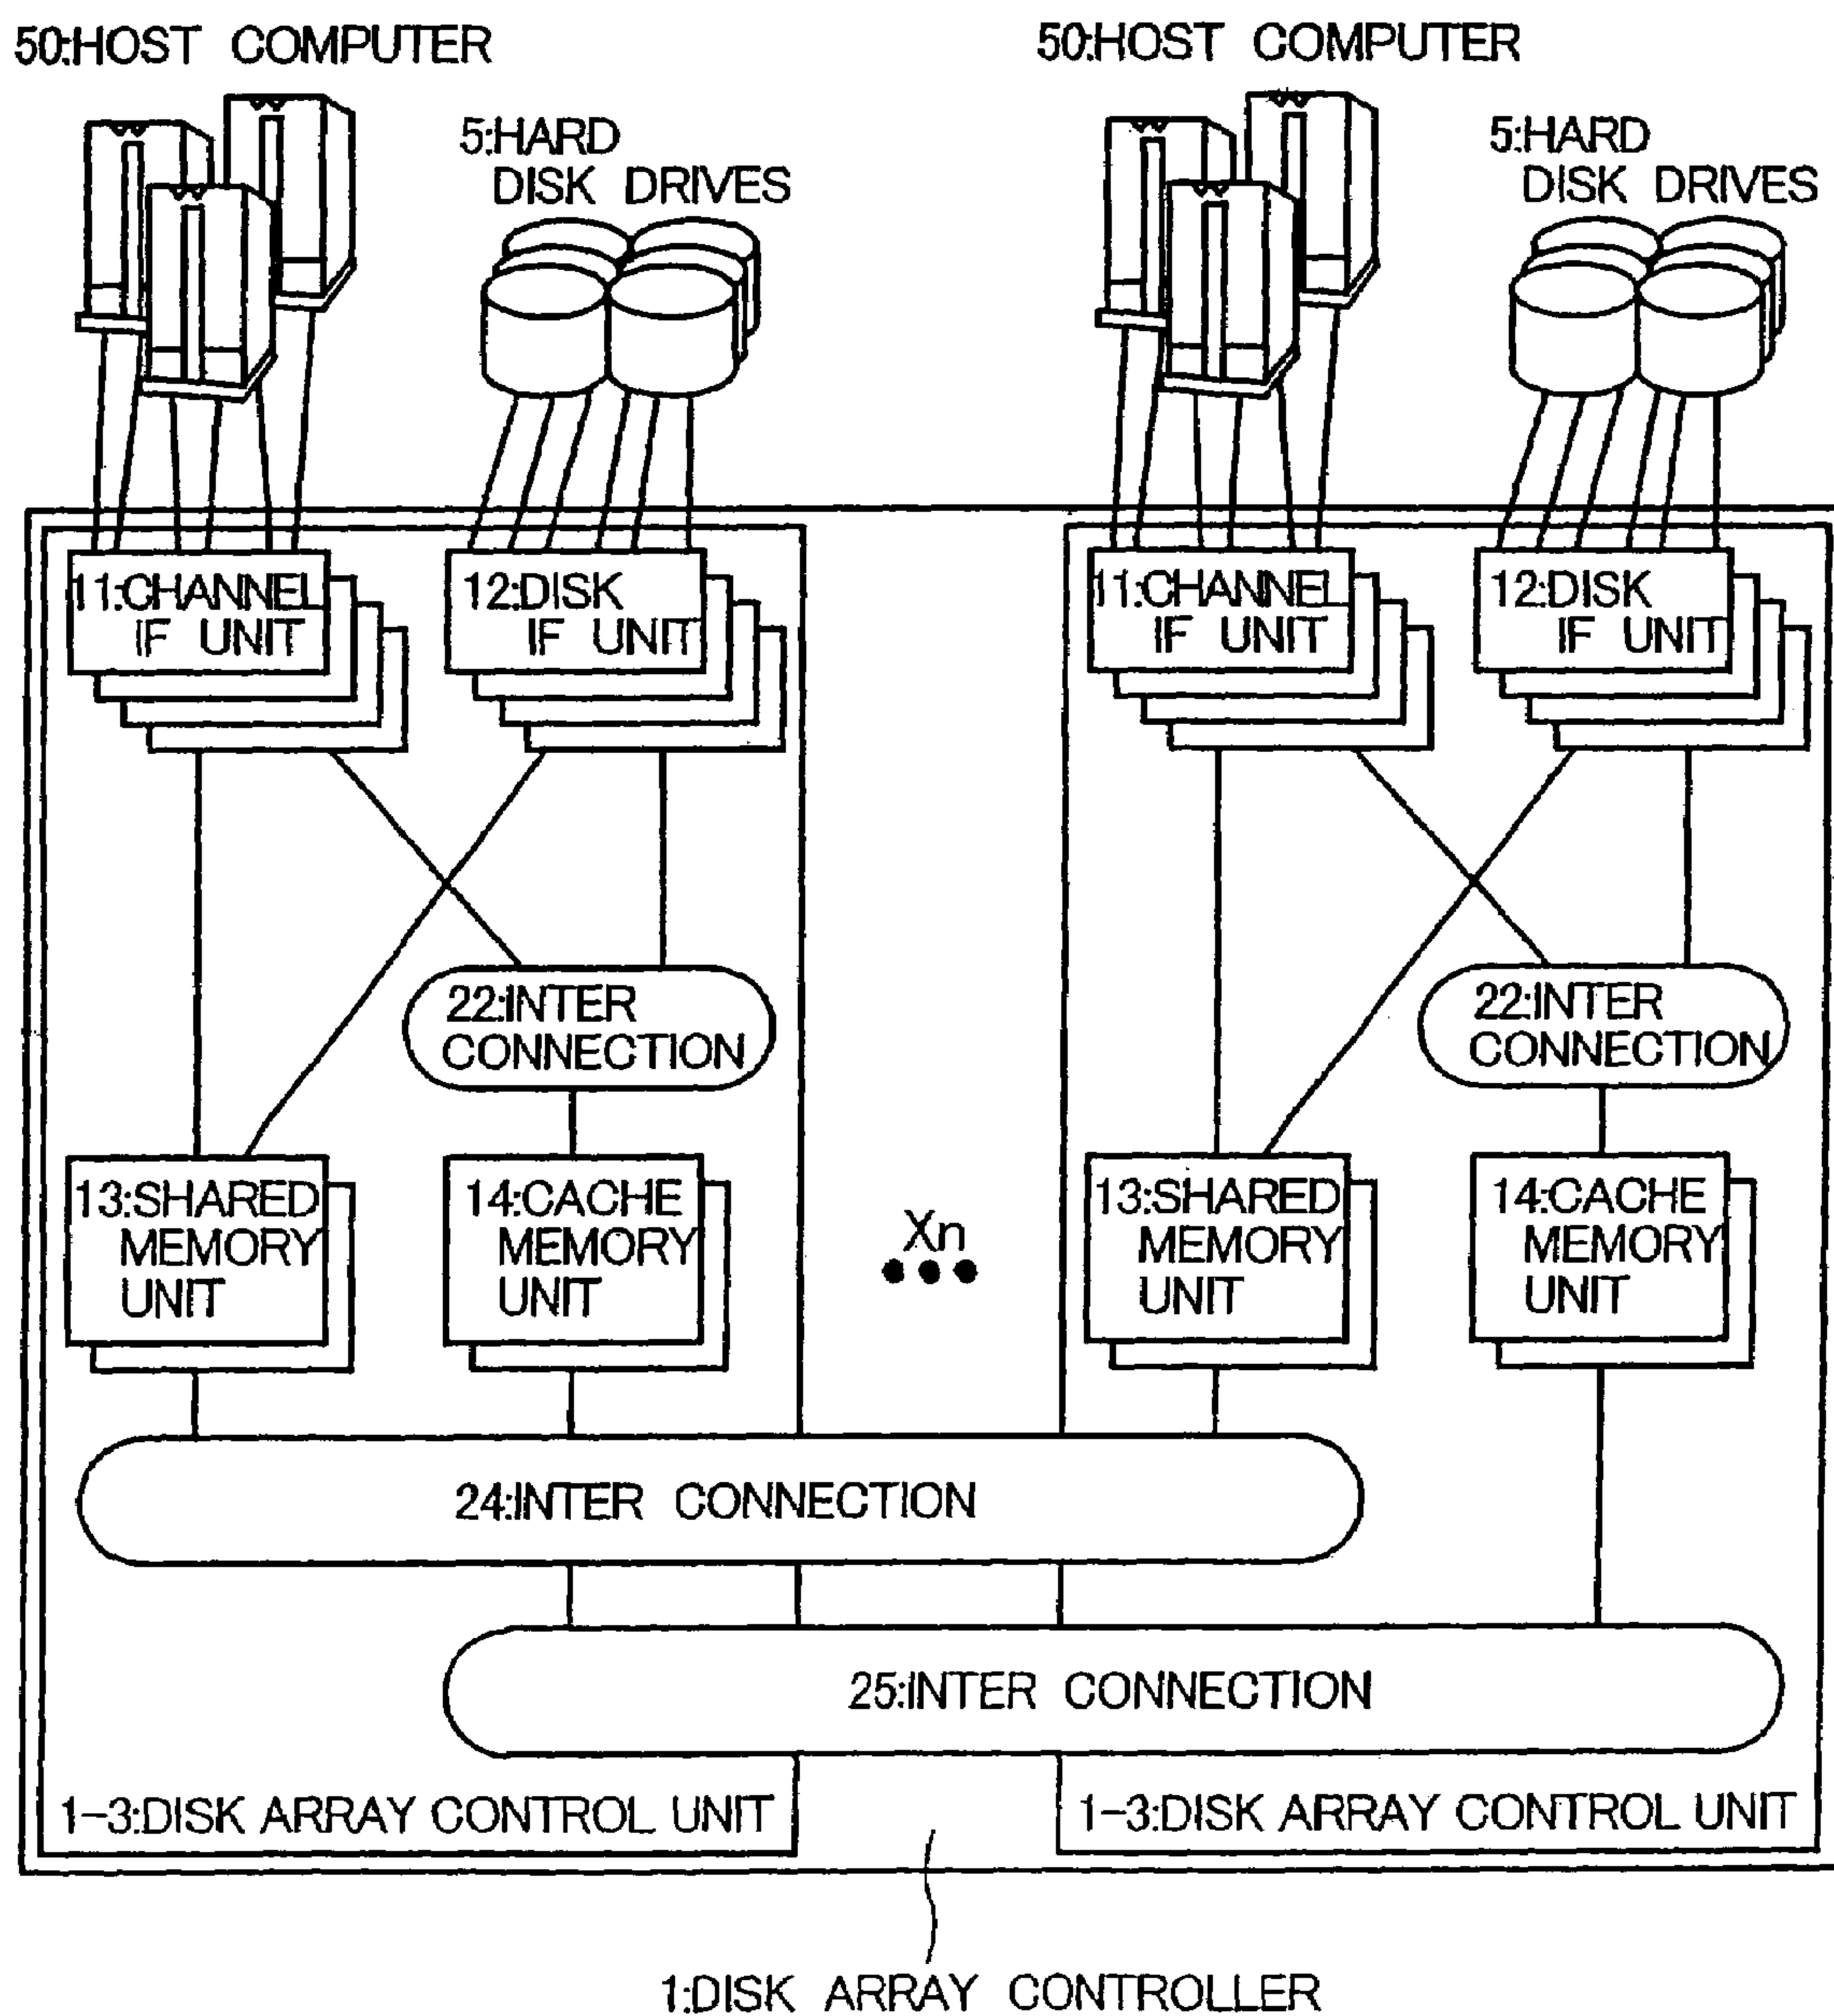 50:HOST COMPUTER
50:HOST COMPUTER
5:HARD
DISK DRIVES
5:HARD
DISK DRIVES
11:CHANNEL
IF UNIT
12:DISK
IF UNIT
11:CHANNEL
IF UNIT
12:DISK
IF UNIT
22:INTER
CONNECTION
22:INTER
CONNECTION
13:SHARED
MEMORY
UNIT
14:CACHE
MEMORY
UNIT
Xn
13:SHARED
MEMORY
UNIT
14:CACHE
MEMORY
UNIT
24:INTER CONNECTION
25:INTER CONNECTION
1-3:DISK ARRAY CONTROL UNIT
1-3:DISK ARRAY CONTROL UNIT
1:DISK ARRAY CONTROLLER